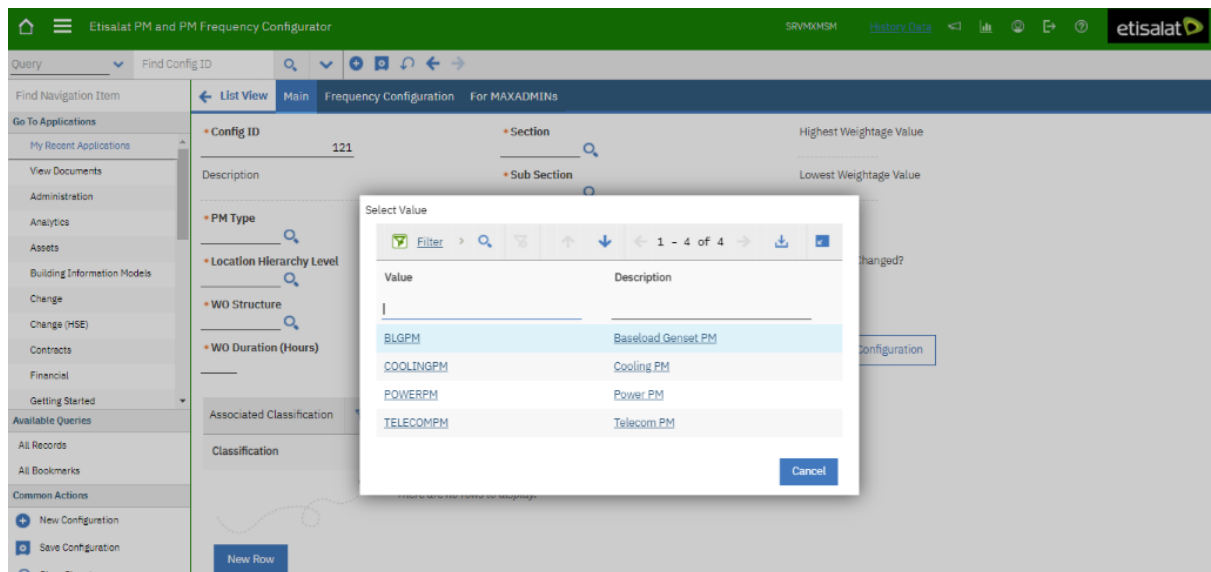 Etisalat PM and PM Frequency Configurator
SRVMXMSM
History Data
etisalat
Query
Find Config ID
Find Navigation Item
List View
Main
Frequency Configuration
For MAXADMINs
Go To Applications
My Recent Applications
View Documents
Administration
Analytics
Assets
Building Information Models
Change
Change (HSE)
Contracts
Financial
Getting Started
Available Queries
All Records
All Bookmarks
Common Actions
New Configuration
Save Configuration
* Config ID
121
* Section
Highest Weightage Value
Description
* Sub Section
Lowest Weightage Value
* PM Type
* Location Hierarchy Level
Changed?
* WO Structure
* WO Duration (Hours)
Configuration
Associated Classification
Classification
There are no rows to display.
New Row
Select Value
Filter
1 - 4 of 4
Value
Description
BLGPM
Baseload Genset PM
COOLINGPM
Cooling PM
POWERPM
Power PM
TELECOMPM
Telecom PM
Cancel